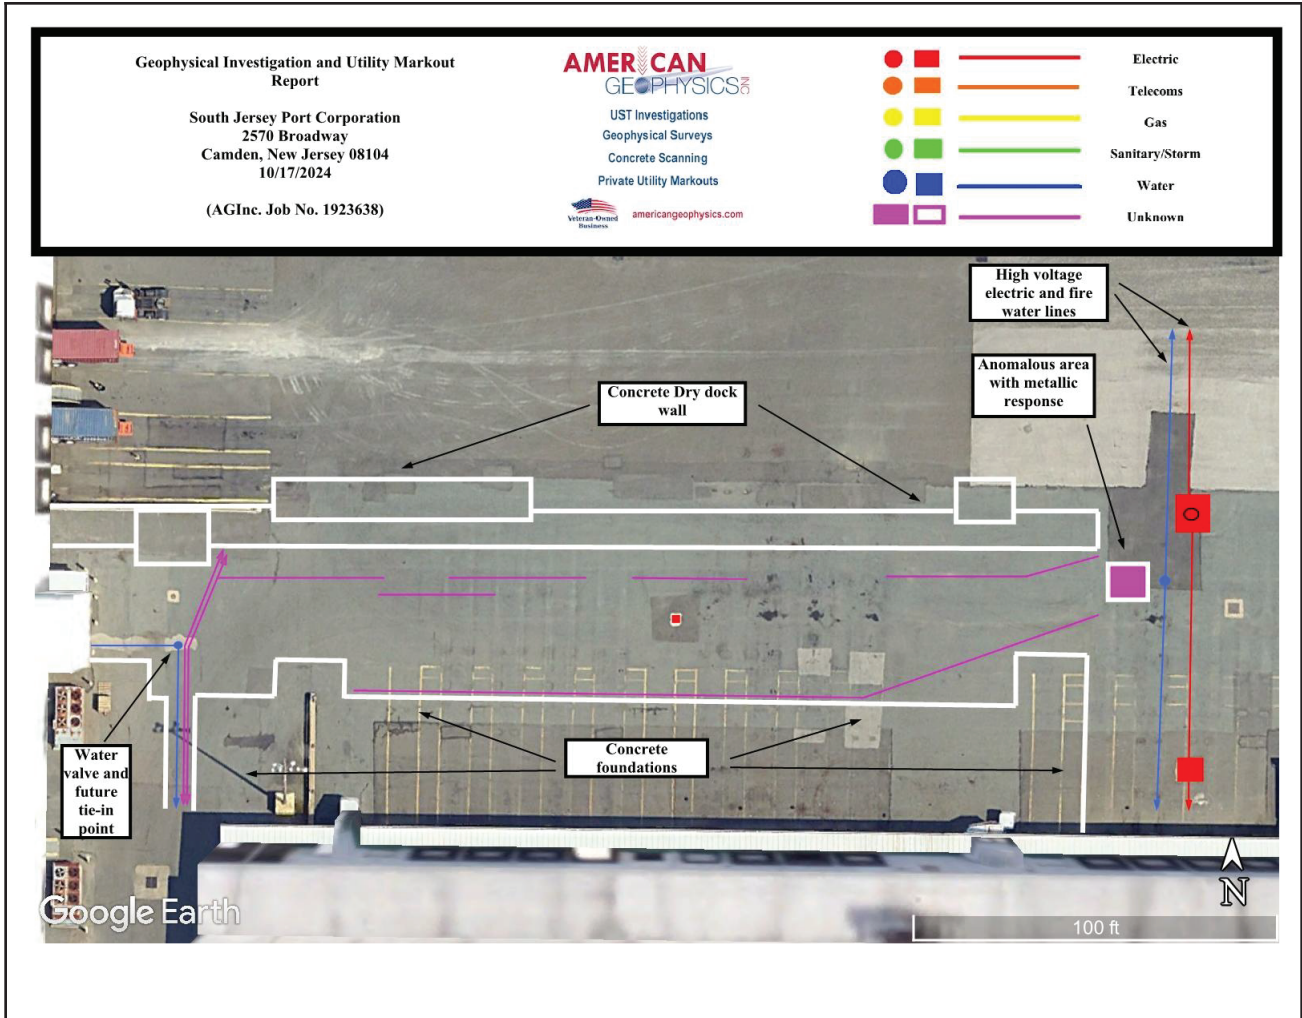 Geophysical Investigation and Utility Markout
Report
South Jersey Port Corporation
2570 Broadway
Camden, New Jersey 08104
10/17/2024
(AGInc. Job No. 1923638)
AMERICAN
GEOPHYSICS INC
UST Investigations
Geophysical Surveys
Concrete Scanning
Private Utility Markouts
Veteran-Owned
Business
americangeophysics.com
Electric
Telecoms
Gas
Sanitary/Storm
Water
Unknown
High voltage
electric and fire
water lines
Anomalous area
with metallic
response
Concrete Dry dock
wall
Concrete
foundations
Water
valve and
future
tie-in
point
N
Google Earth
100 ft